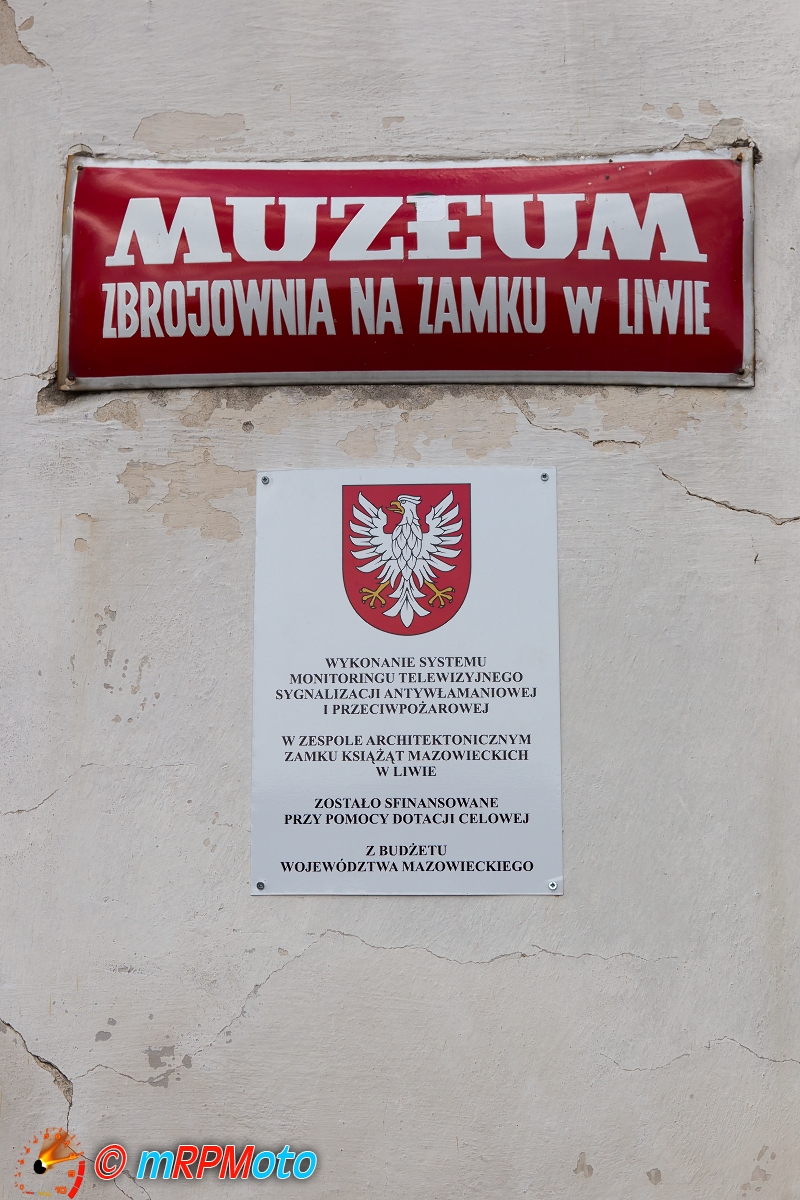 MUZEUM
ZBROJOWNIA NA ZAMKU W LIWIE
WYKONANIE SYSTEMU
MONITORINGU TELEWIZYJNEGO
SYGNALIZACJI ANTYWŁAMANIOWEJ
I PRZECIWPOŻAROWEJ
W ZESPOLE ARCHITEKTONICZNYM
ZAMKU KSIĄŻĄT MAZOWIECKICH
W LIWIE
ZOSTAŁO SFINANSOWANE
PRZY POMOCY DOTACJI CELOWEJ
Z BUDŻETU
WOJEWÓDZTWA MAZOWIECKIEGO
© mRPMoto